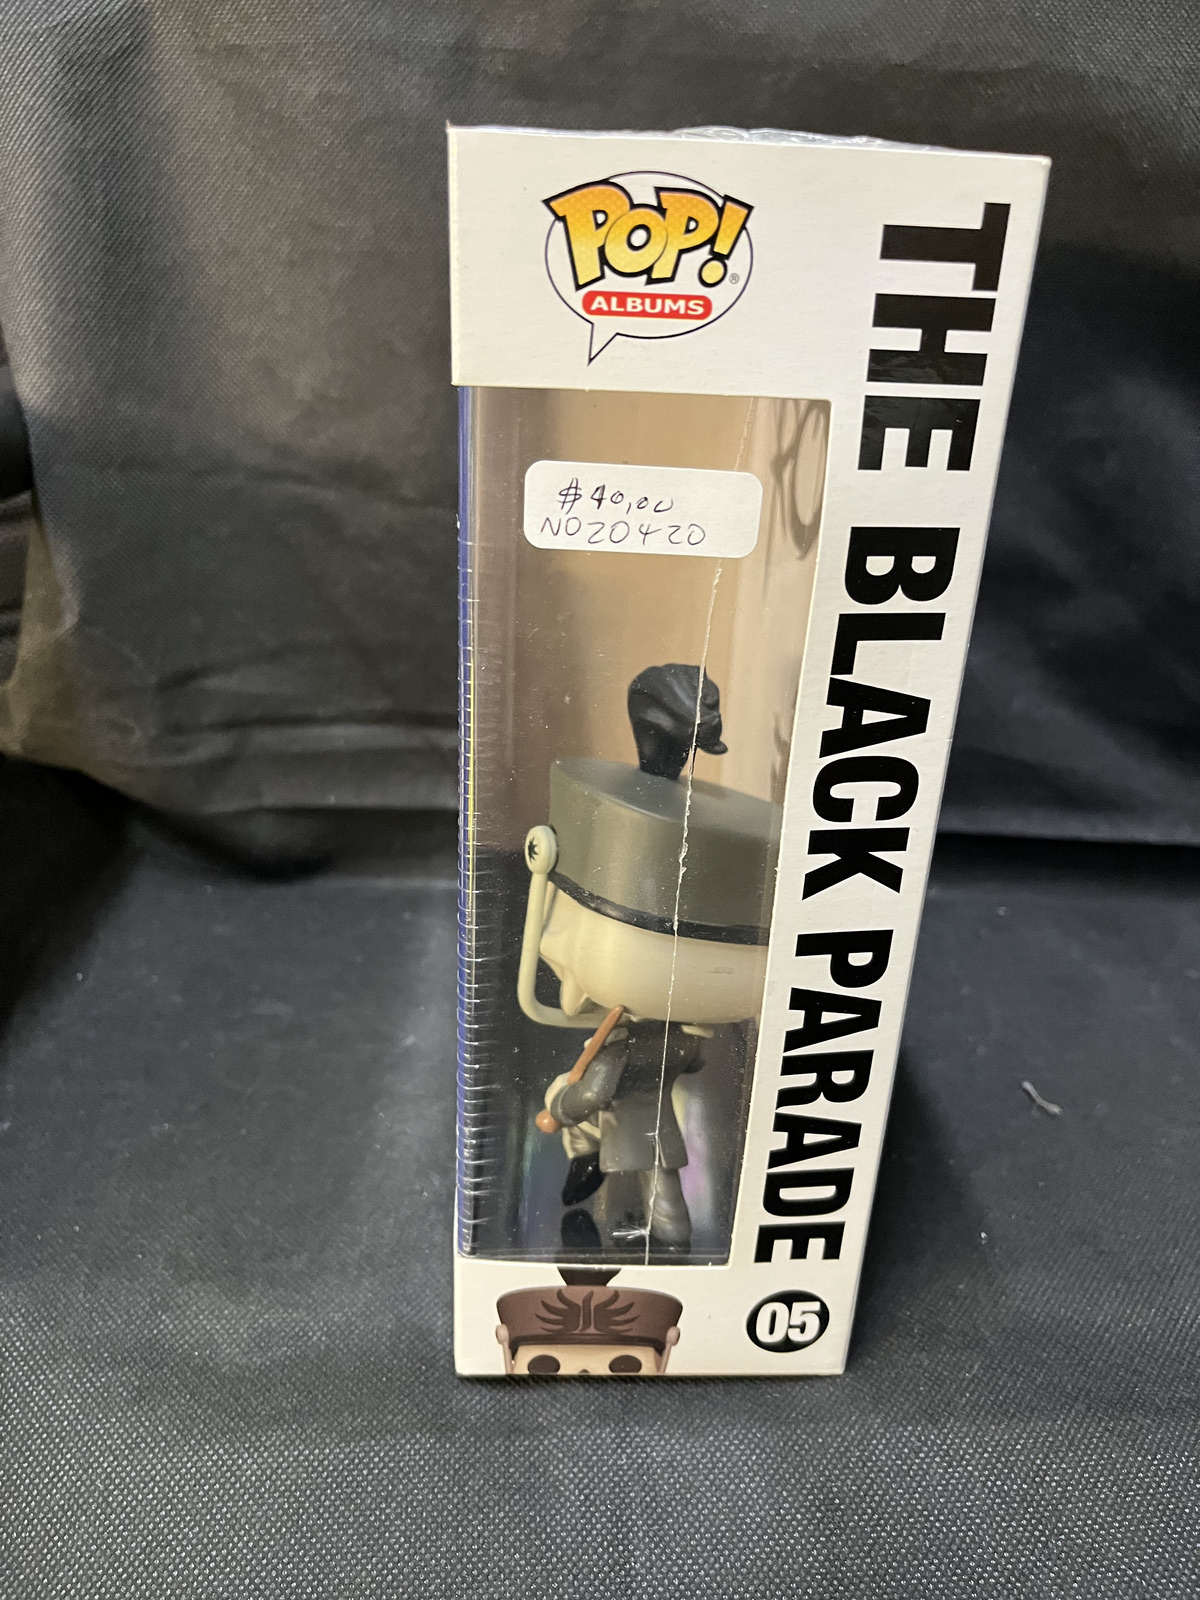 POP!
ALBUMS
$40,00
NO20420
THE BLACK PARADE
05